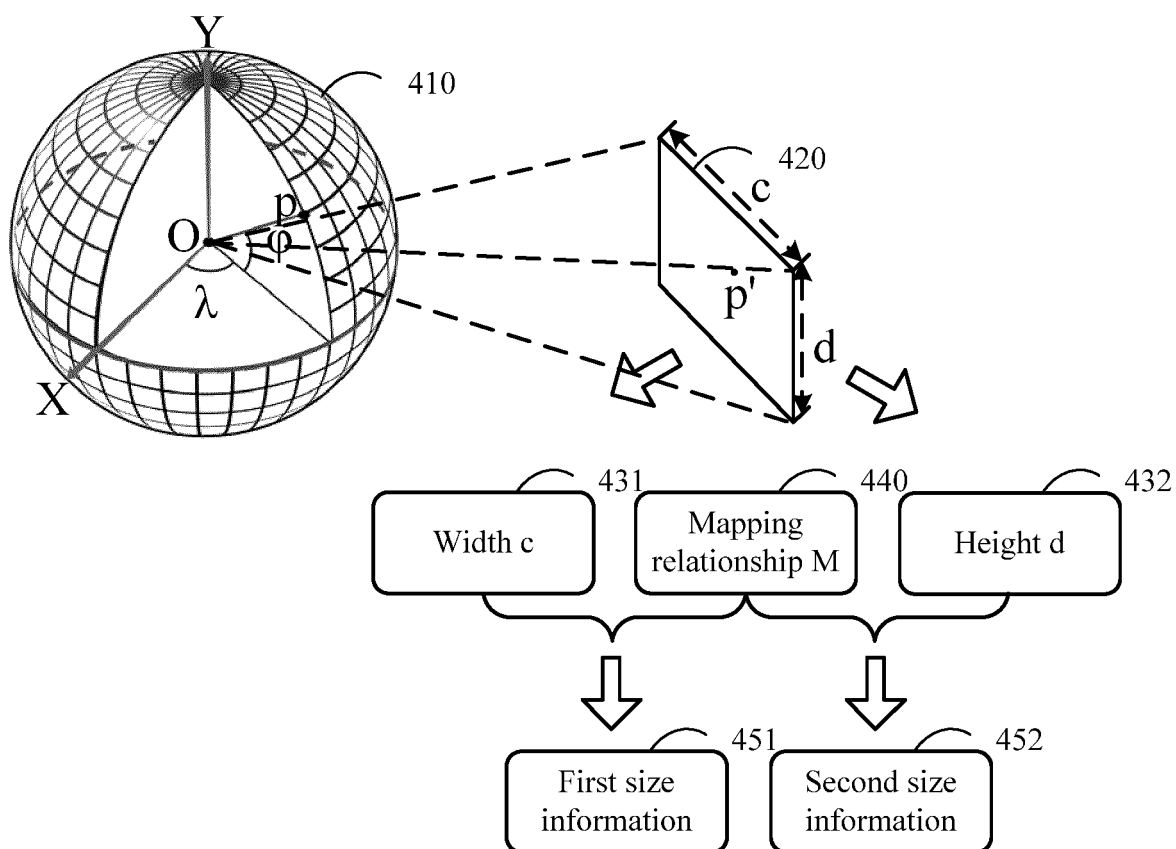 Y
410
420
c
p
O
φ
λ
p'
d
X
431
440
432
Width c
Mapping
relationship M
Height d
451
452
First size
information
Second size
information